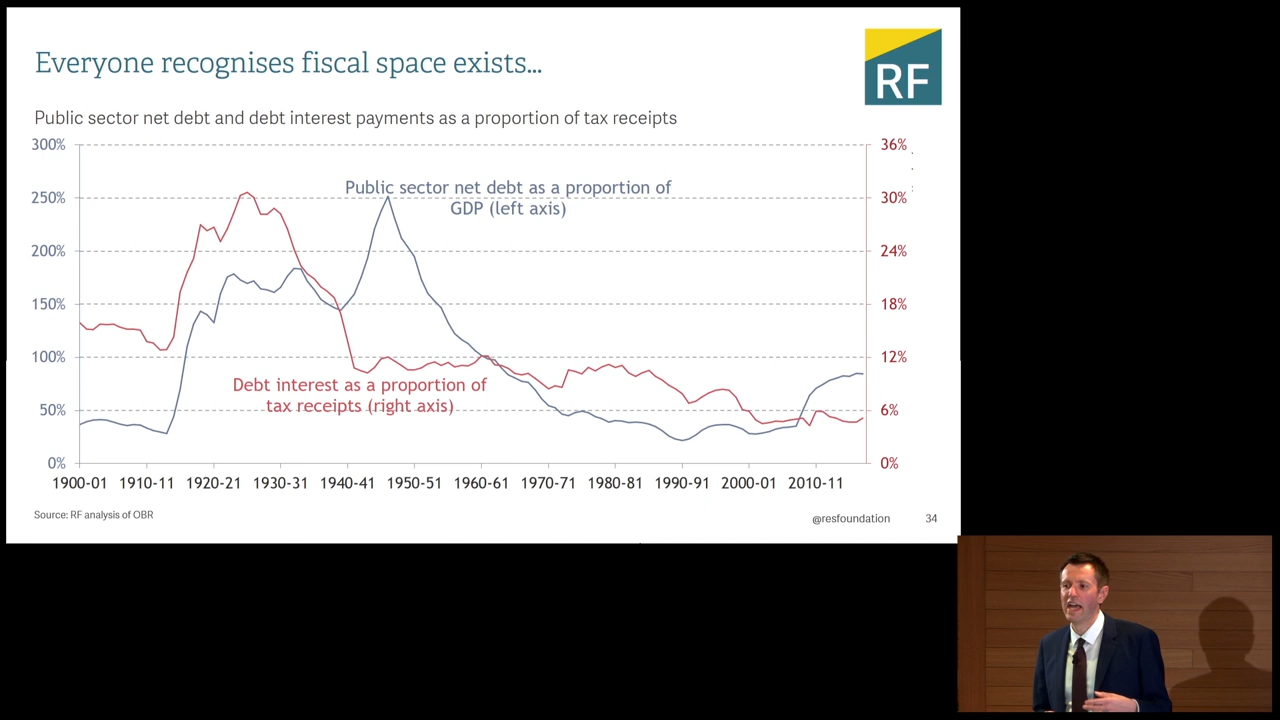 Everyone recognises fiscal space exists...
RF
Public sector net debt and debt interest payments as a proportion of tax receipts
300%
250%
200%
150%
100%
50%
0%
36%
30%
24%
18%
12%
6%
0%
Public sector net debt as a proportion of
GDP (left axis)
Debt interest as a proportion of
tax receipts (right axis)
1900-01 1910-11 1920-21 1930-31 1940-41 1950-51 1960-61 1970-71 1980-81 1990-91 2000-01 2010-11
Source: RF analysis of OBR
@resfoundation 34